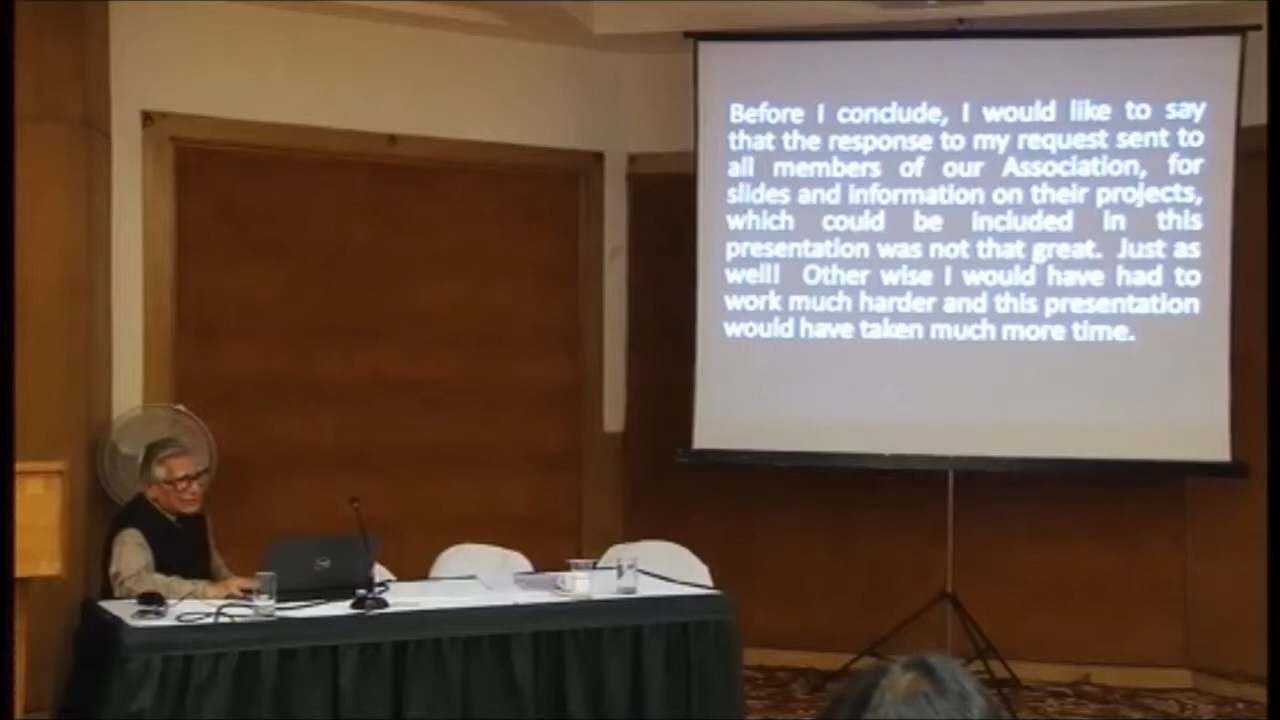 Before I conclude, I would like to say
that the response to my request sent to
all members of our Association, for
slides and information on their projects,
which could be included in this
presentation was not that great. Just as
well! Other wise I would have had to
work much harder and this presentation
would have taken much more time.